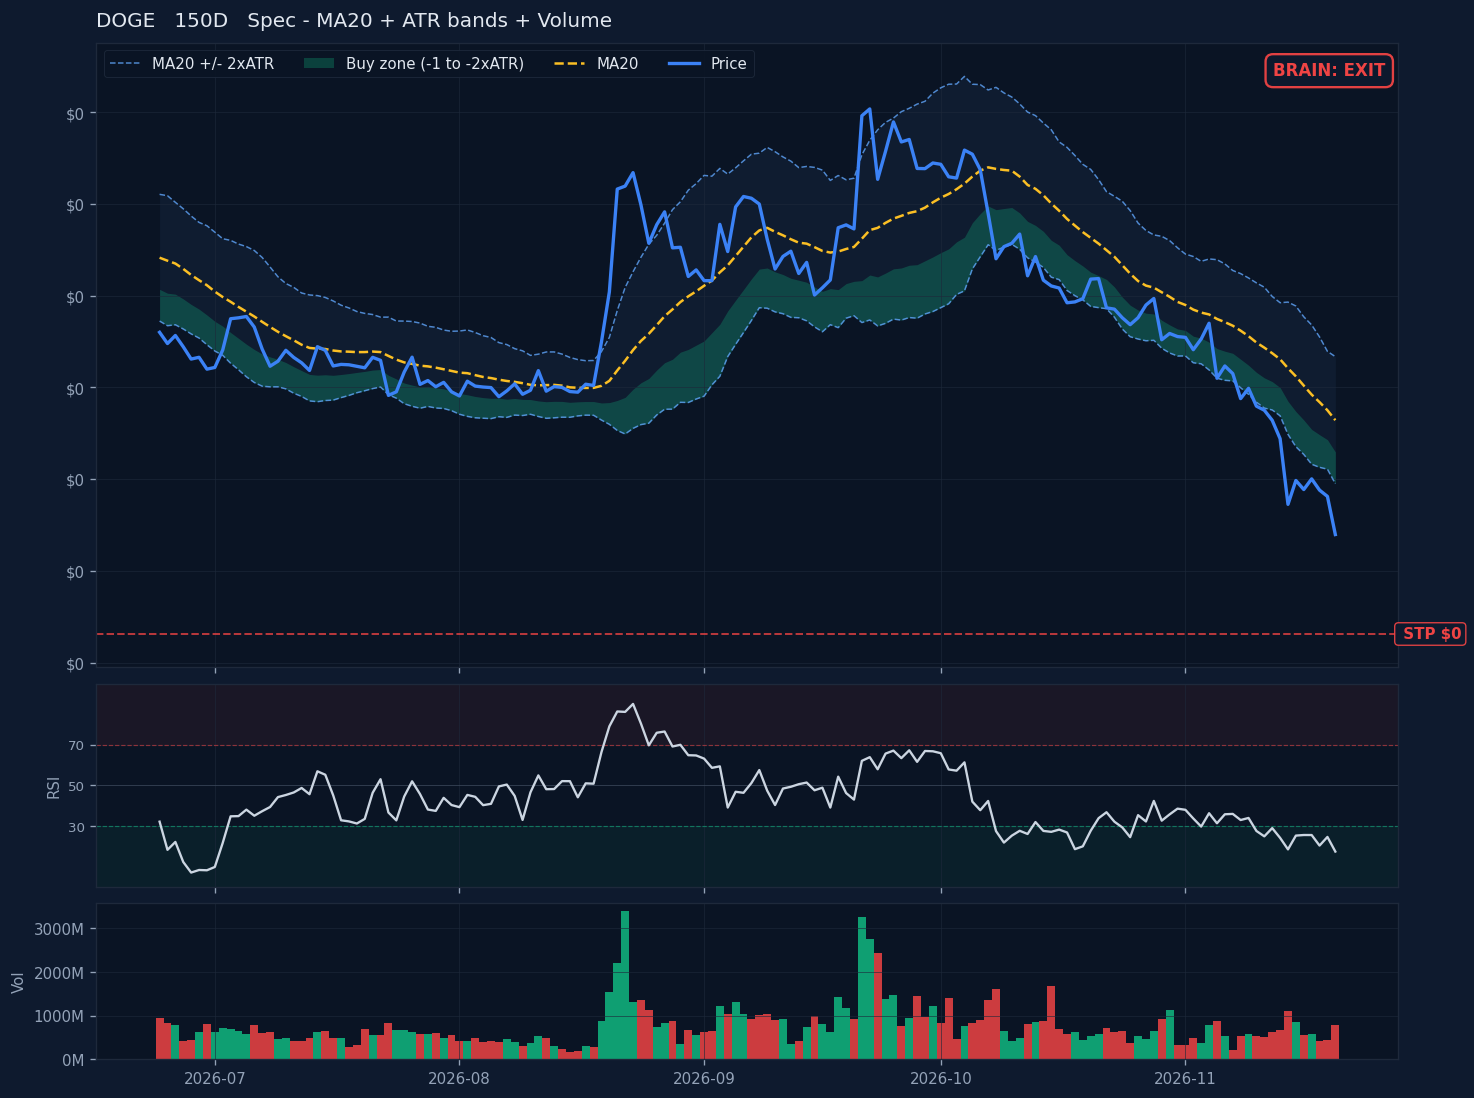 DOGE 150D Spec - MA20 + ATR bands + Volume
MA20 +/- 2xATR
Buy zone (-1 to -2xATR)
MA20
Price
BRAIN: EXIT
$0
$0
$0
$0
$0
$0
$0
STP $0
RSI
70
50
30
Vol
3000M
2000M
1000M
0M
2026-07
2026-08
2026-09
2026-10
2026-11